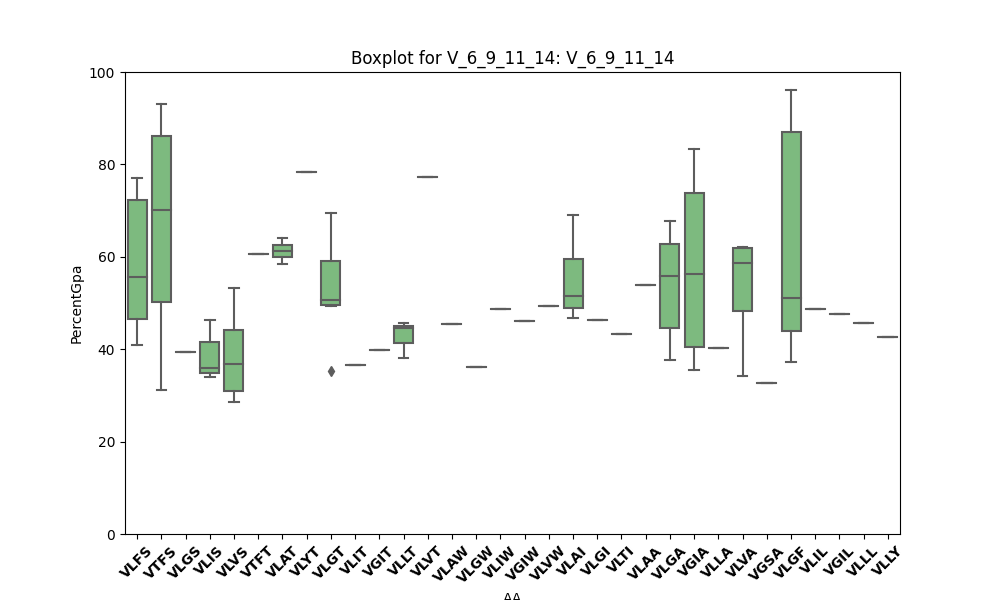 Boxplot for V_6_9_11_14: V_6_9_11_14
100
80
60
40
20
0
PercentGpa
VLFS VTFS VLGS VLIS VLVS VTFT VLAT VLYT VLGT VLIT VGIT VLLT VLVT VLAW VLGW VLIW VGIW VLVW VLAI VLGI VLTI VLAA VLGA VGIA VLLA VLVA VGSA VLGF VLIL VGIL VLLL VLLY
AA